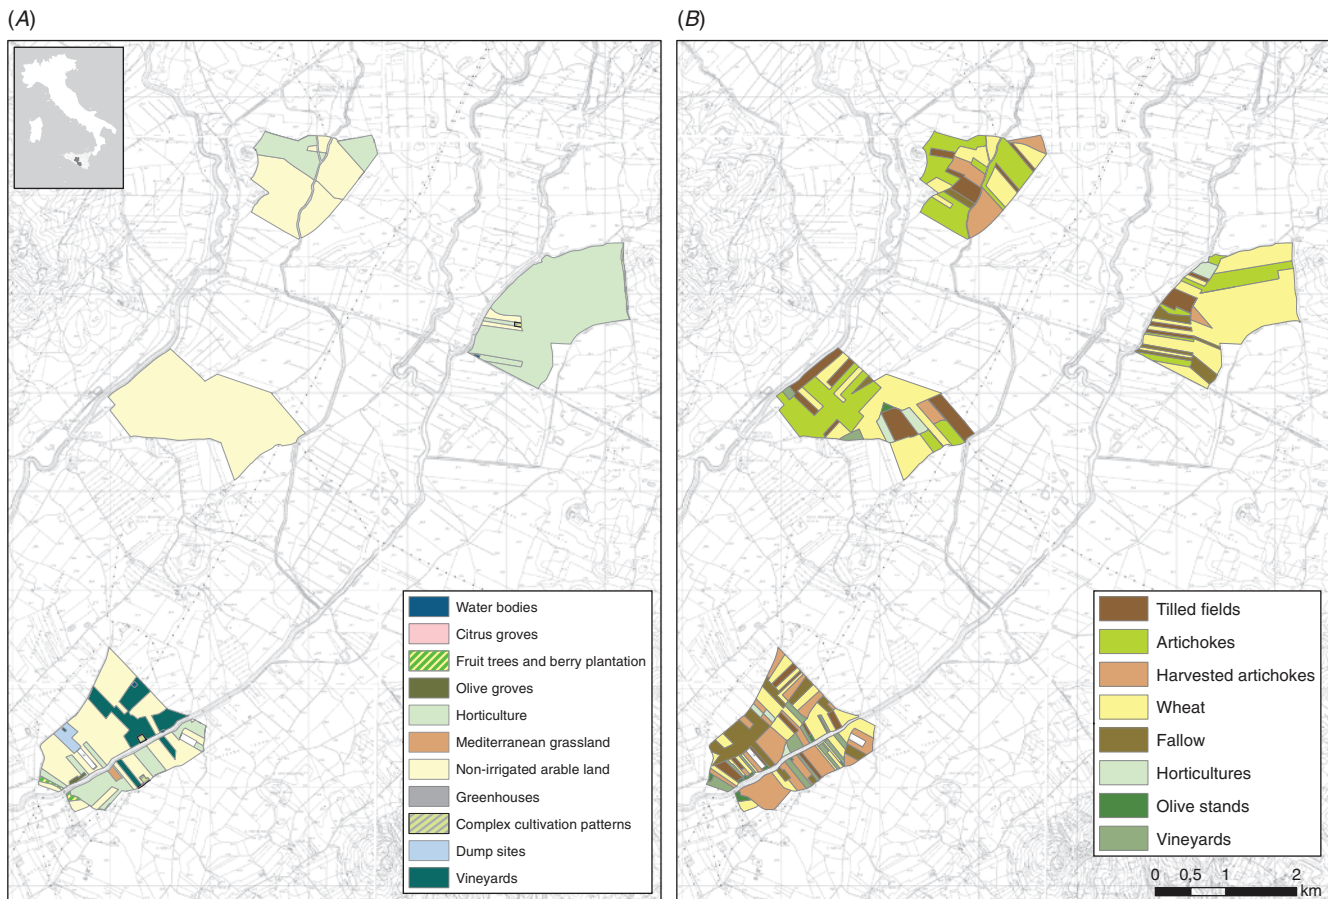 (A)
(B)
Water bodies
Citrus groves
Fruit trees and berry plantation
Olive groves
Horticulture
Mediterranean grassland
Non-irrigated arable land
Greenhouses
Complex cultivation patterns
Dump sites
Vineyards
Tilled fields
Artichokes
Harvested artichokes
Wheat
Fallow
Horticultures
Olive stands
Vineyards
0 0,5 1 2
km